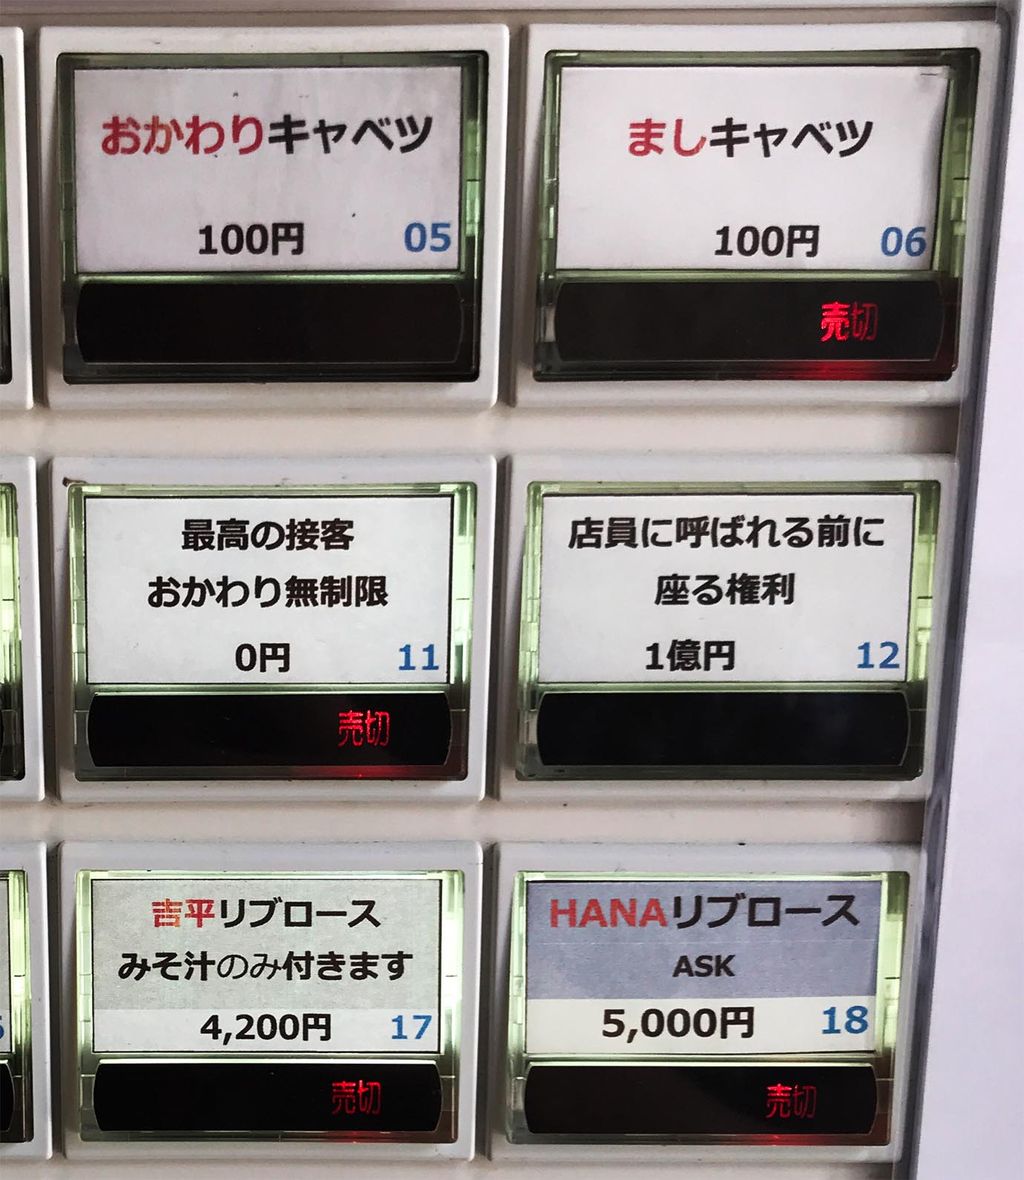 おかわりキャベツ
100円 05
ましキャベツ
100円 06
売切
最高の接客
おかわり無制限
0円 11
売切
店員に呼ばれる前に
座る権利
1億円 12
吉平リブロース
みそ汁のみ付きます
4,200円 17
売切
HANAリブロース
ASK
5,000円 18
売切